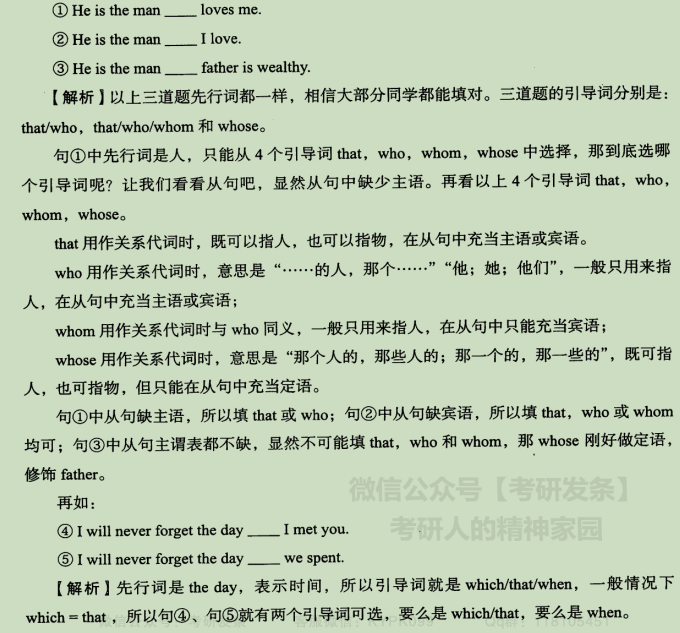 ① He is the man ____ loves me.
② He is the man ____ I love.
③ He is the man ____ father is wealthy.
【解析】以上三道题先行词都一样，相信大部分同学都能填对。三道题的引导词分别是：
that/who，that/who/whom 和 whose。
句①中先行词是人，只能从 4 个引导词 that，who，whom，whose 中选择，那到底选哪
个引导词呢？让我们看看从句吧，显然从句中缺少主语。再看以上 4 个引导词 that，who，
whom，whose。
that 用作关系代词时，既可以指人，也可以指物，在从句中充当主语或宾语。
who 用作关系代词时，意思是“……的人，那个……”“他；她；他们”，一般只用来指
人，在从句中充当主语或宾语；
whom 用作关系代词时与 who 同义，一般只用来指人，在从句中只能充当宾语；
whose 用作关系代词时，意思是“那个人的，那些人的；那一个的，那一些的”，既可指
人，也可指物，但只能在从句中充当定语。
句①中从句缺主语，所以填 that 或 who；句②中从句缺宾语，所以填 that，who 或 whom
均可；句③中从句主谓表都不缺，显然不可能填 that，who 和 whom，那 whose 刚好做定语，
修饰 father。
微信公众号【考研发条】
再如：
考研人的精神家园
④ I will never forget the day ____ I met you.
⑤ I will never forget the day ____ we spent.
【解析】先行词是 the day，表示时间，所以引导词就是 which/that/when，一般情况下
which = that，所以句④、句⑤就有两个引导词可选，要么是 which/that，要么是 when。